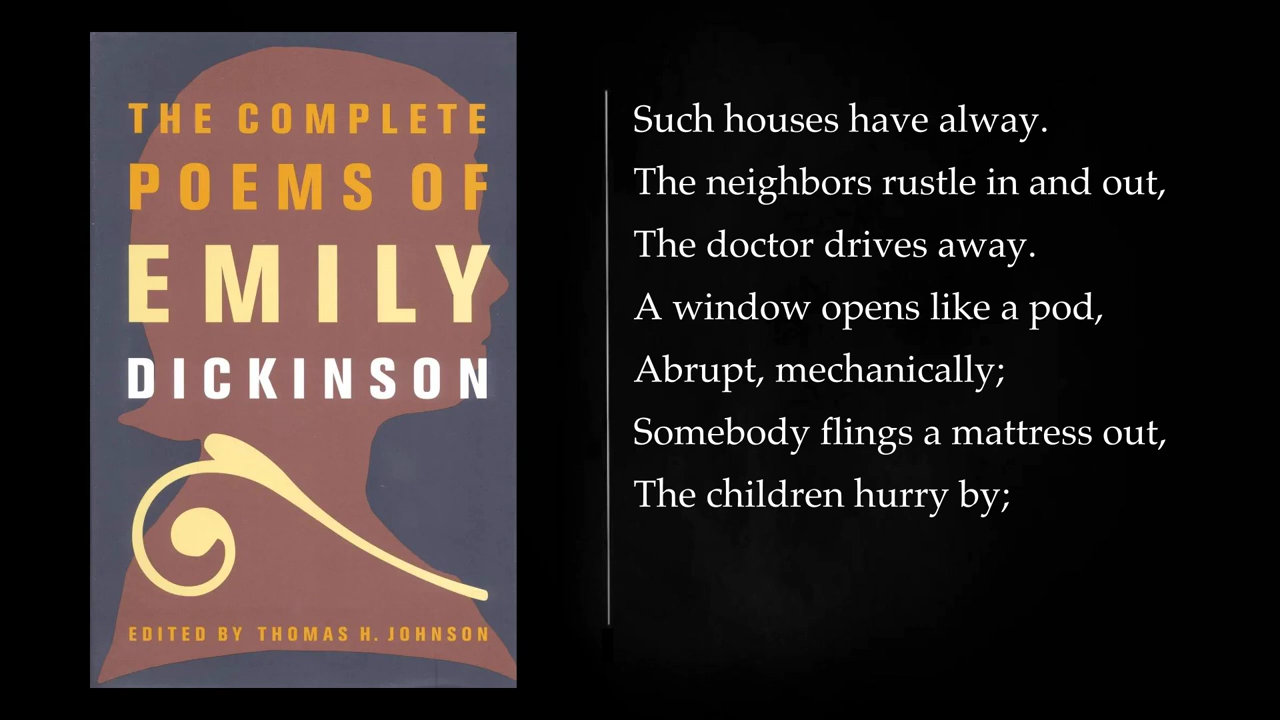 THE COMPLETE
POEMS OF
EMILY
DICKINSON
EDITED BY THOMAS H. JOHNSON
Such houses have alway.
The neighbors rustle in and out,
The doctor drives away.
A window opens like a pod,
Abrupt, mechanically;
Somebody flings a mattress out,
The children hurry by;